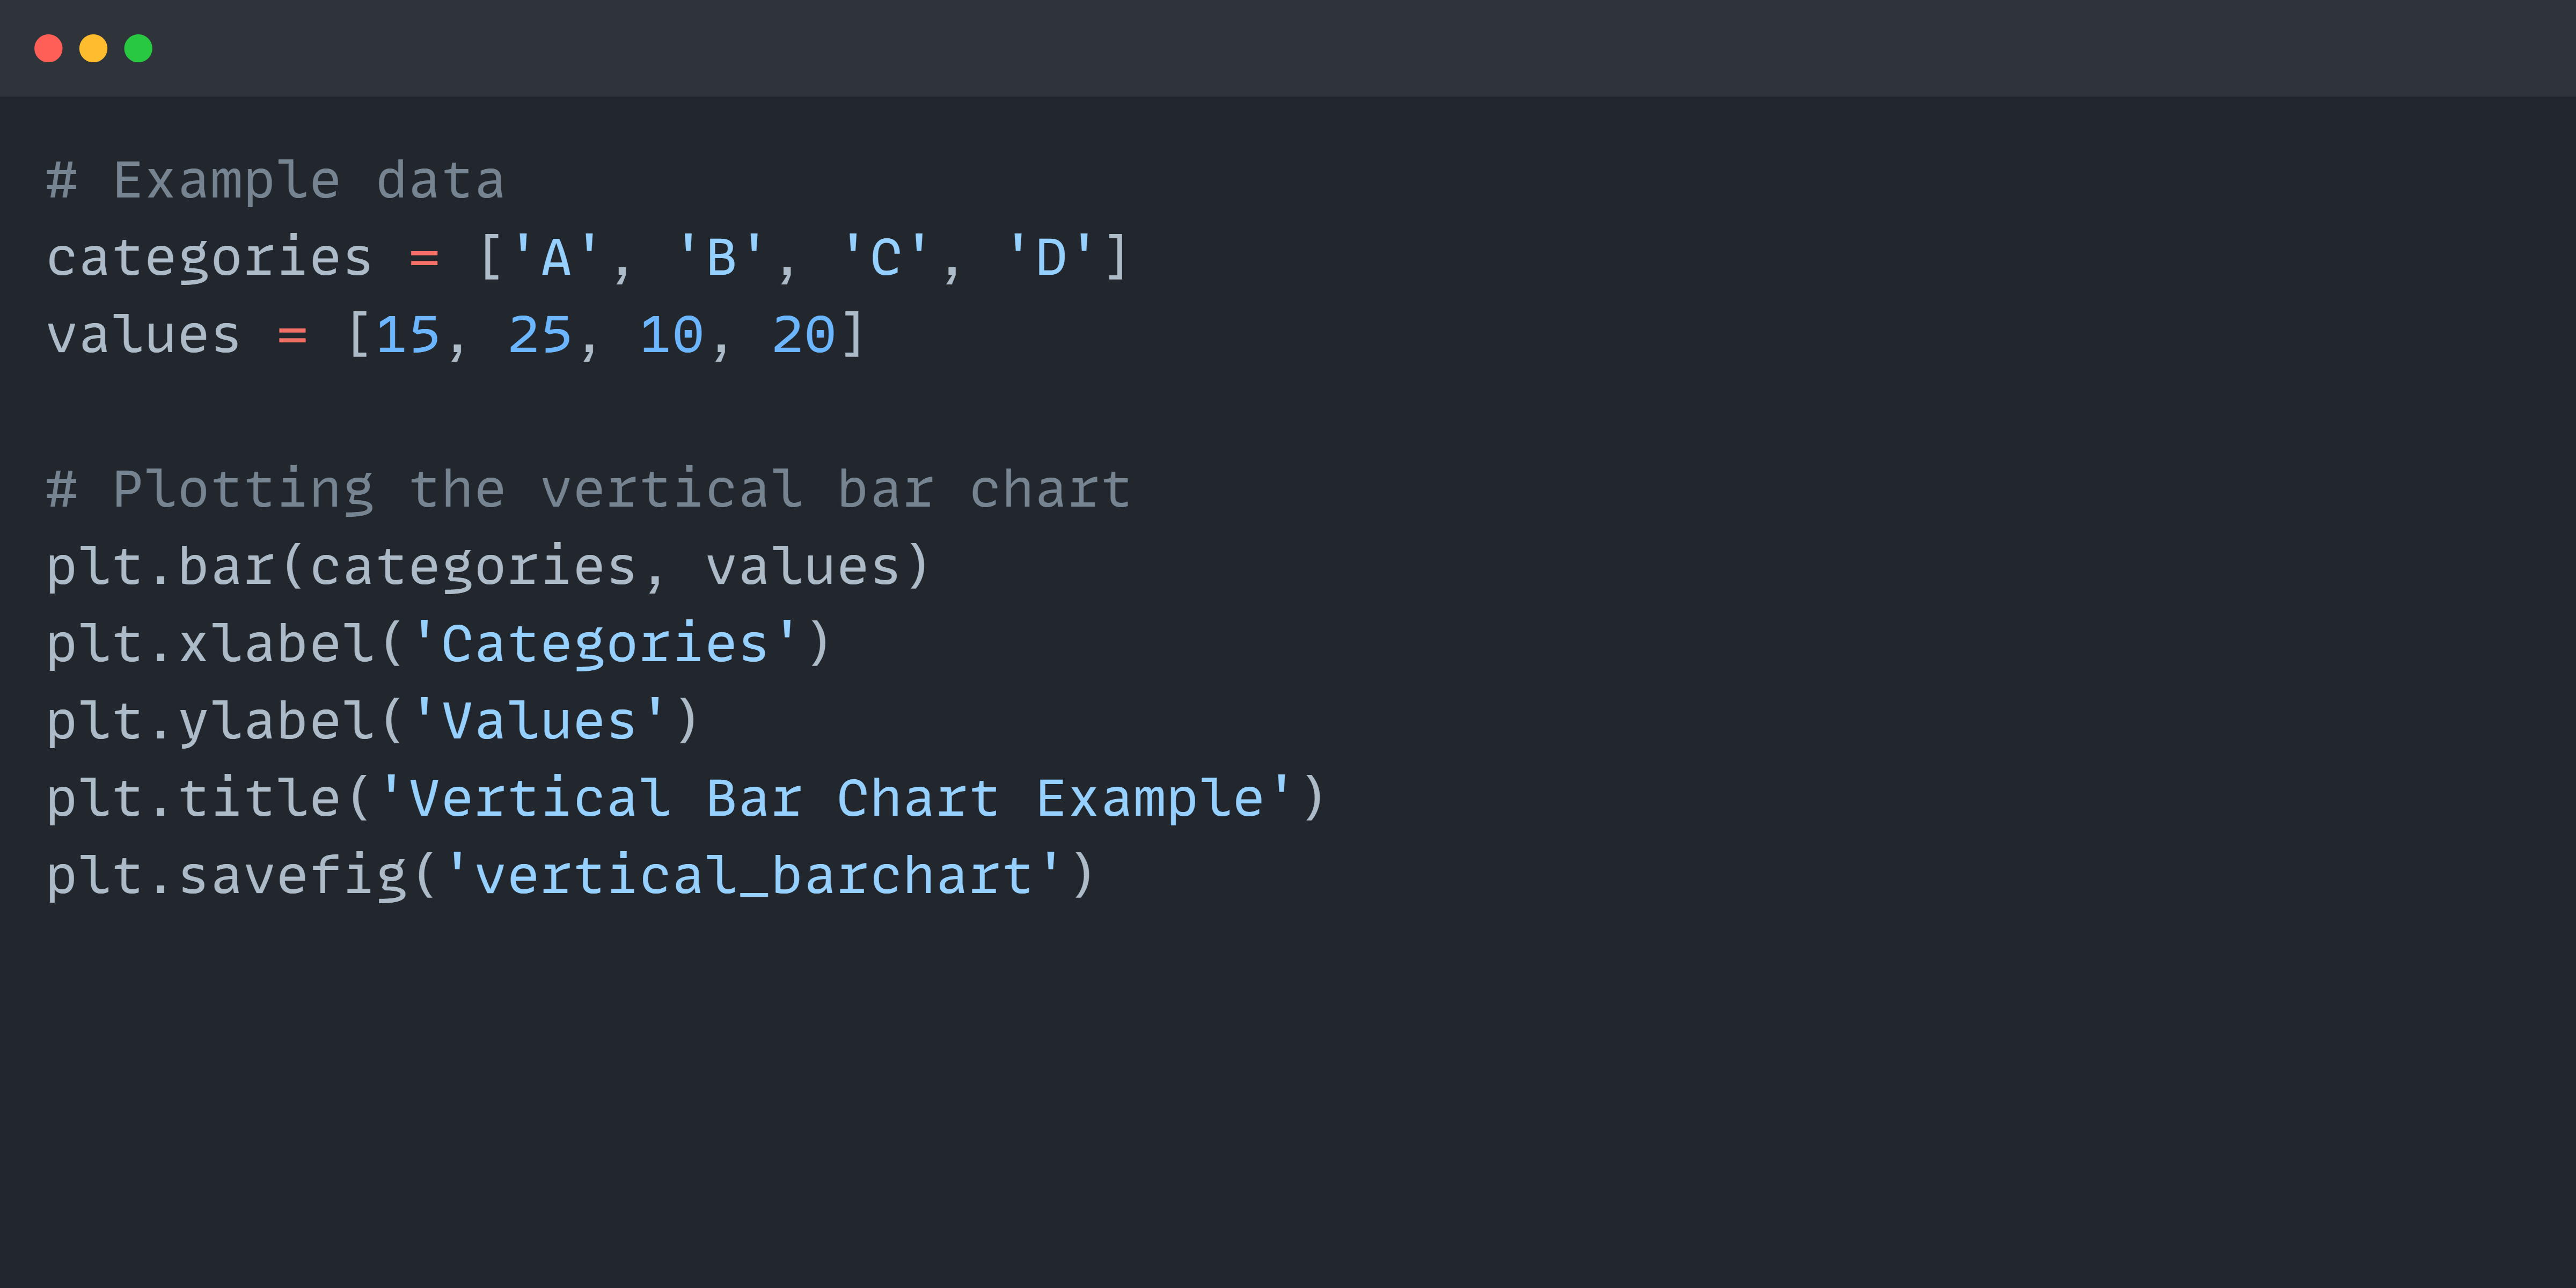 # Example data
categories = ['A', 'B', 'C', 'D']
values = [15, 25, 10, 20]

# Plotting the vertical bar chart
plt.bar(categories, values)
plt.xlabel('Categories')
plt.ylabel('Values')
plt.title('Vertical Bar Chart Example')
plt.savefig('vertical_barchart')